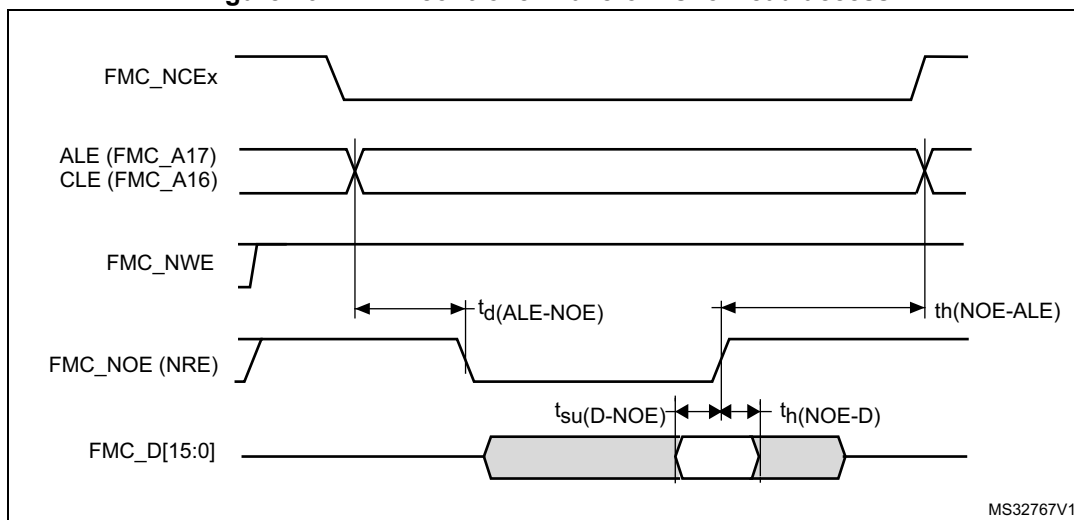 FMC_NCEx
ALE (FMC_A17)
CLE (FMC_A16)
FMC_NWE
td(ALE-NOE)
th(NOE-ALE)
FMC_NOE (NRE)
tsu(D-NOE)
th(NOE-D)
FMC_D[15:0]
MS32767V1